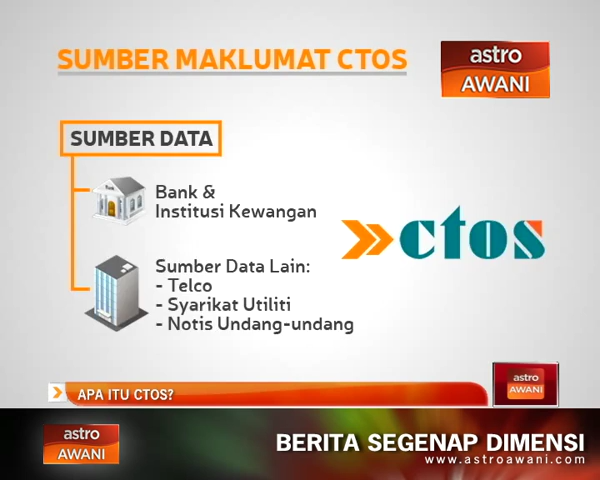 SUMBER MAKLUMAT CTOS
astro
AWANI
SUMBER DATA
Bank &
Institusi Kewangan
Sumber Data Lain:
- Telco
- Syarikat Utiliti
- Notis Undang-undang
ctos
APA ITU CTOS?
astro
AWANI
astro
AWANI
BERITA SEGENAP DIMENSI
www.astroawani.com